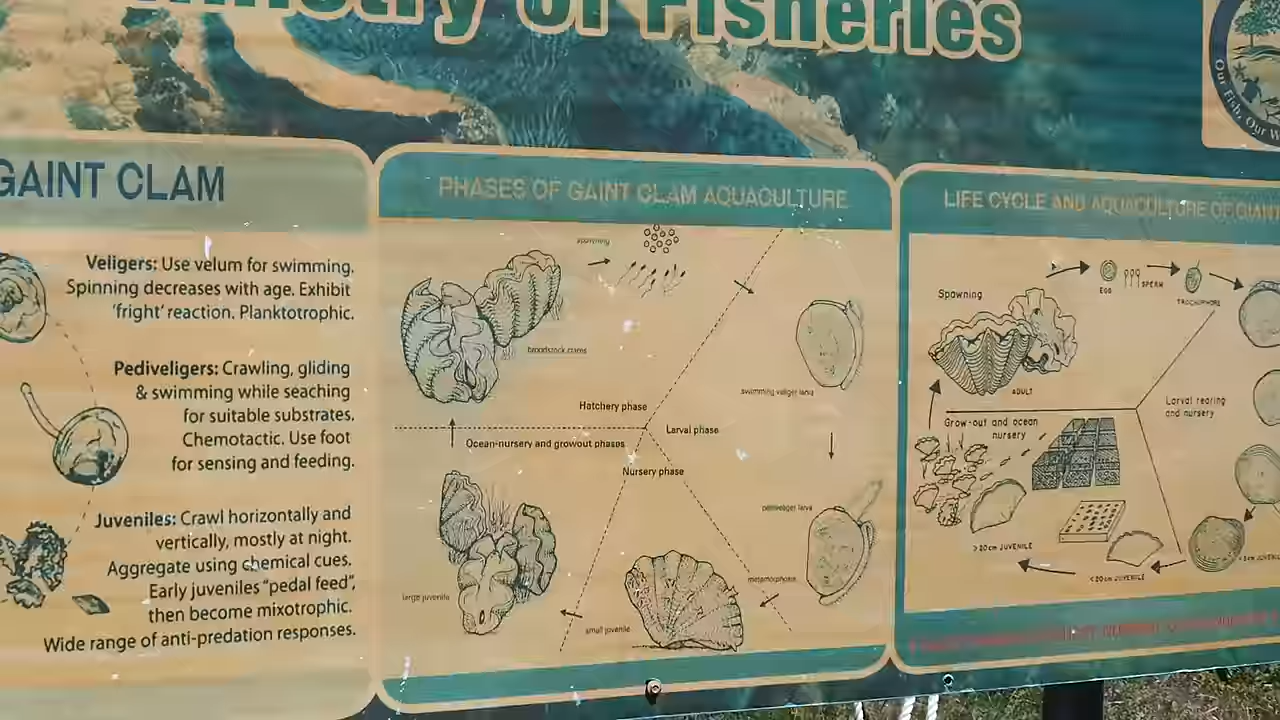 Ministry of Fisheries
Our Fish, Our
GAINT CLAM
Veligers: Use velum for swimming.
Spinning decreases with age. Exhibit
'fright' reaction. Planktotrophic.
Pediveligers: Crawling, gliding
& swimming while seaching
for suitable substrates.
Chemotactic. Use foot
for sensing and feeding.
Juveniles: Crawl horizontally and
vertically, mostly at night.
Aggregate using chemical cues.
Early juveniles "pedal feed",
then become mixotrophic.
Wide range of anti-predation responses.
PHASES OF GAINT CLAM AQUACULTURE
spawning
broodstock clams
swimming veliger larva
Hatchery phase
Larval phase
Ocean-nursery and growout phases
Nursery phase
pediveliger larva
metamorphosis
large juvenile
small juvenile
LIFE CYCLE AND AQUACULTURE OF GIANT
Spawning
EGG
SPERM
TROCHOPHORE
ADULT
Larval rearing
and nursery
Grow-out and ocean
nursery
>20cm JUVENILE
<20cm JUVENILE